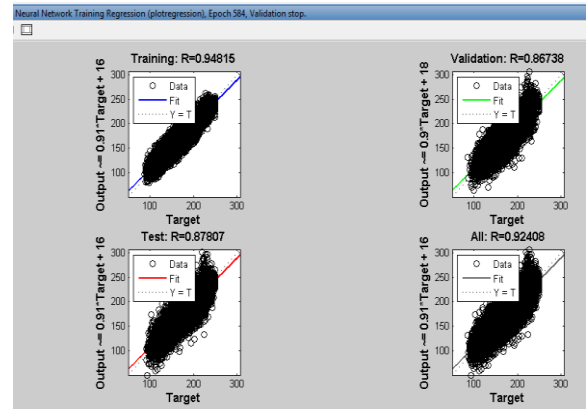 Neural Network Training Regression (plotregression), Epoch 584, Validation stop.
Training: R=0.94815
Output ~= 0.91*Target + 16
300
250
200
150
100
Data
Fit
Y = T
100 200 300
Target
Validation: R=0.86738
Output ~= 0.9*Target + 18
300
250
200
150
100
Data
Fit
Y = T
100 200 300
Target
Test: R=0.87807
Output ~= 0.91*Target + 16
300
250
200
150
100
Data
Fit
Y = T
100 200 300
Target
All: R=0.92408
Output ~= 0.91*Target + 16
300
250
200
150
100
Data
Fit
Y = T
100 200 300
Target